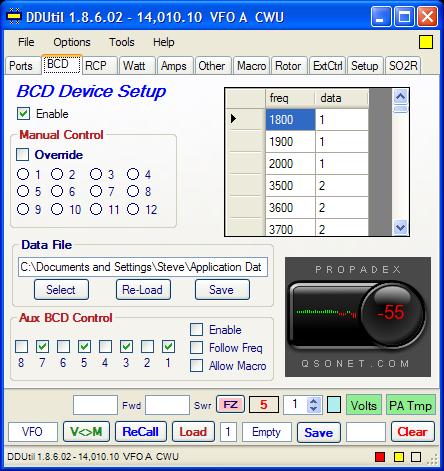 DDUtil 1.8.6.02 - 14,010.10 VFO A CWU
File Options Tools Help
Ports BCD RCP Watt Amps Other Macro Rotor ExtCtrl Setup SO2R
BCD Device Setup
Enable
freq data
1800 1
1900 1
2000 1
3500 2
3600 2
3700 2
Manual Control
Override
1 2 3 4
5 6 7 8
9 10 11 12
Data File
C:\Documents and Settings\Steve\Application Dat
Select Re-Load Save
Aux BCD Control
8 7 6 5 4 3 2 1
Enable
Follow Freq
Allow Macro
PROPADEX
-55
QSONET.COM
Fwd Swr FZ 5 1 Volts PA Tmp
VFO V<>M ReCall Load 1 Empty Save Clear
DDUtil 1.8.6.02 - 14,010.10 VFO A CWU